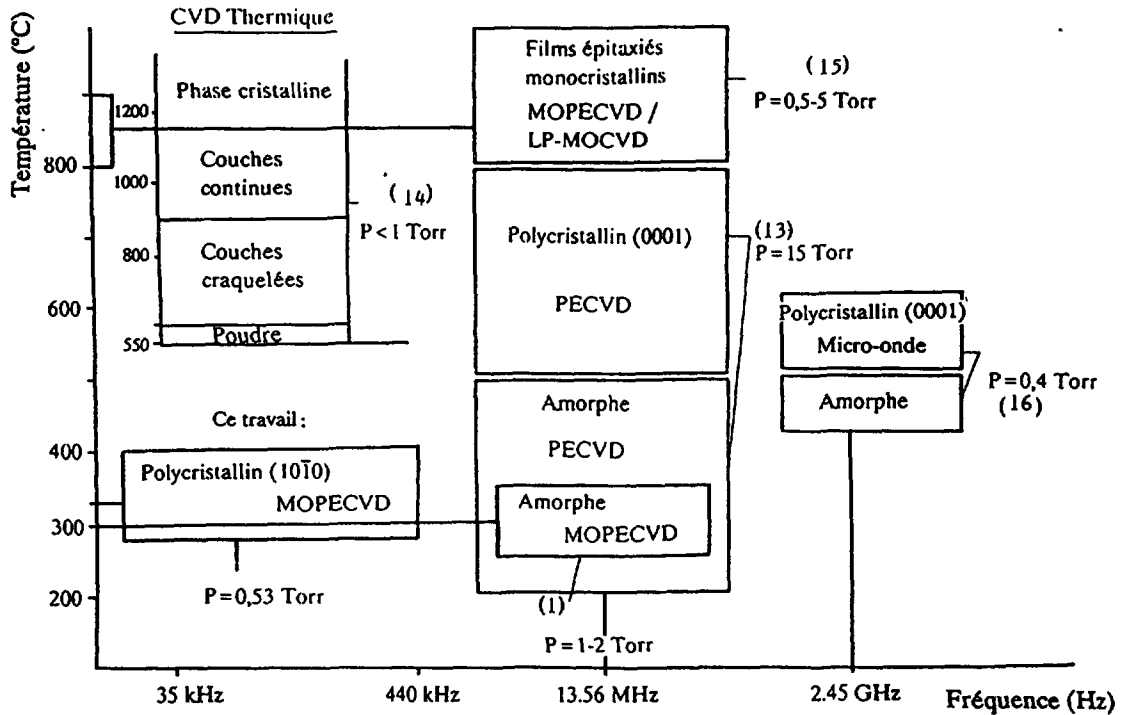 Température (°C)
CVD Thermique
Phase cristalline
1200
Couches
continues
1000
Couches
craquelées
800
Poudre
550
( 14 )
P < 1 Torr
Films épitaxiés
monocristallins
MOPECVD /
LP-MOCVD
(15)
P=0,5-5 Torr
Polycristallin (0001)
PECVD
(13)
P= 15 Torr
Polycristallin (0001)
Micro-onde
Amorphe
P=0,4 Torr
(16)
Amorphe
PECVD
Amorphe
MOPECVD
(1)
P = 1-2 Torr
Ce travail :
Polycristallin (101̄0)
MOPECVD
P=0,53 Torr
800
600
400
300
200
35 kHz
440 kHz
13.56 MHz
2.45 GHz
Fréquence (Hz)